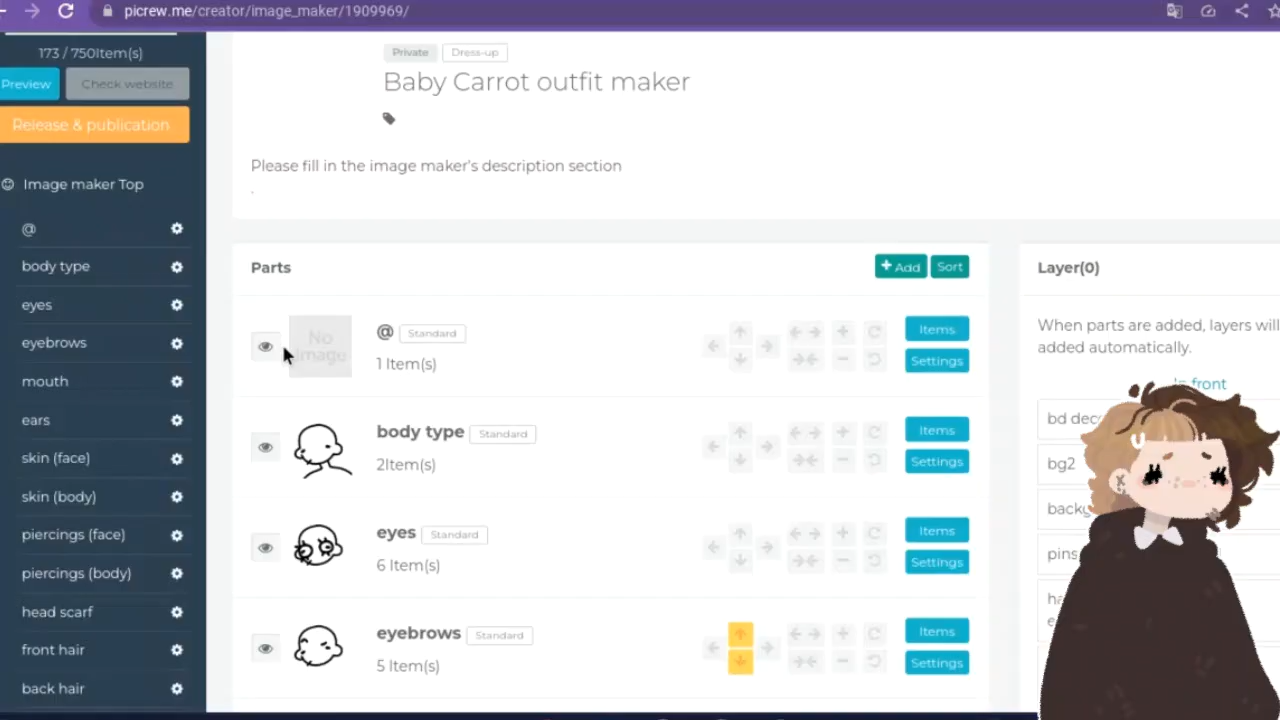 picrew.me/creator/image_maker/1909969/
173 / 750Item(s)
Preview
Check website
Release & publication
Image maker Top
@
body type
eyes
eyebrows
mouth
ears
skin (face)
skin (body)
piercings (face)
piercings (body)
head scarf
front hair
back hair
Private
Dress-up
Baby Carrot outfit maker
Please fill in the image maker's description section
.
Parts
+ Add
Sort
No
Image
@
Standard
1 Item(s)
Items
Settings
body type
Standard
2Item(s)
Items
Settings
eyes
Standard
6 Item(s)
Items
Settings
eyebrows
Standard
5 Item(s)
Items
Settings
Layer(0)
When parts are added, layers will
added automatically.
front
bd
bg2
pins